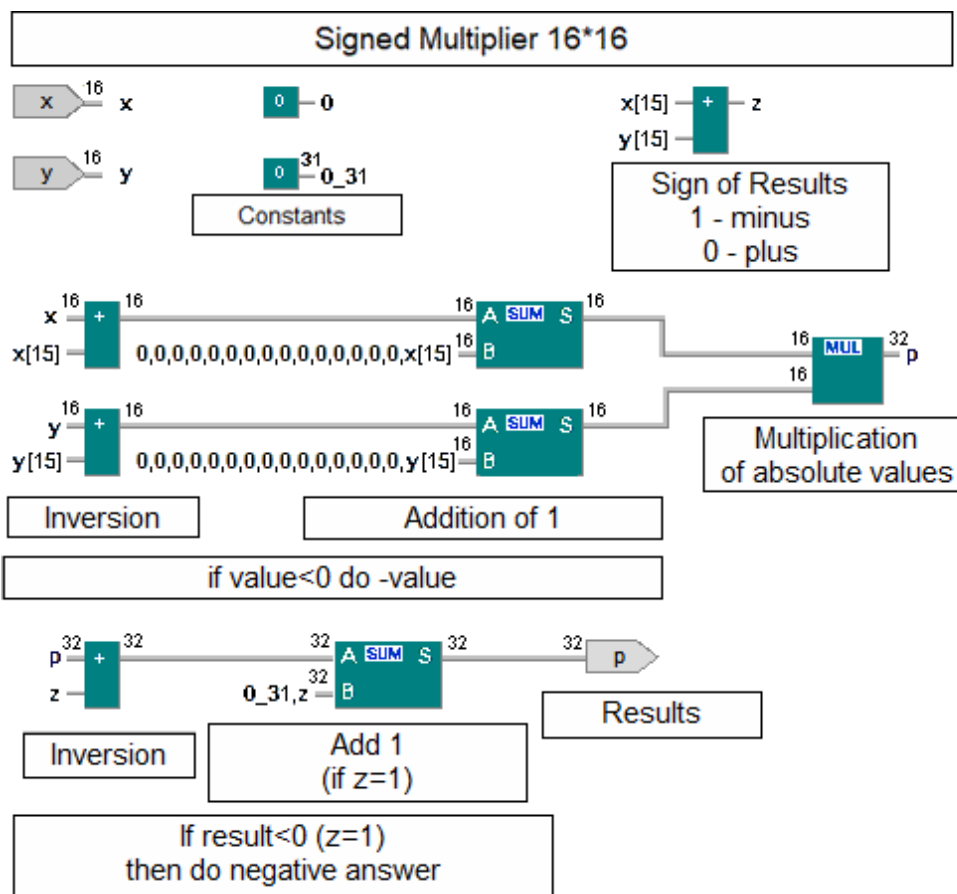 Signed Multiplier 16*16
x 16 x
0 0
x[15] + z
y[15]
y 16 y
0 31 0_31
Constants
Sign of Results
1 - minus
0 - plus
x 16 + 16
16 A SUM S 16
x[15]
0,0,0,0,0,0,0,0,0,0,0,0,0,0,0,x[15] 16 B
16 MUL 32 p
16
y 16 + 16
16 A SUM S 16
y[15]
0,0,0,0,0,0,0,0,0,0,0,0,0,0,0,y[15] 16 B
Multiplication
of absolute values
Inversion
Addition of 1
if value<0 do -value
p 32 + 32
32 A SUM S 32
32 p
z
0_31,z 32 B
Results
Inversion
Add 1
(if z=1)
If result<0 (z=1)
then do negative answer